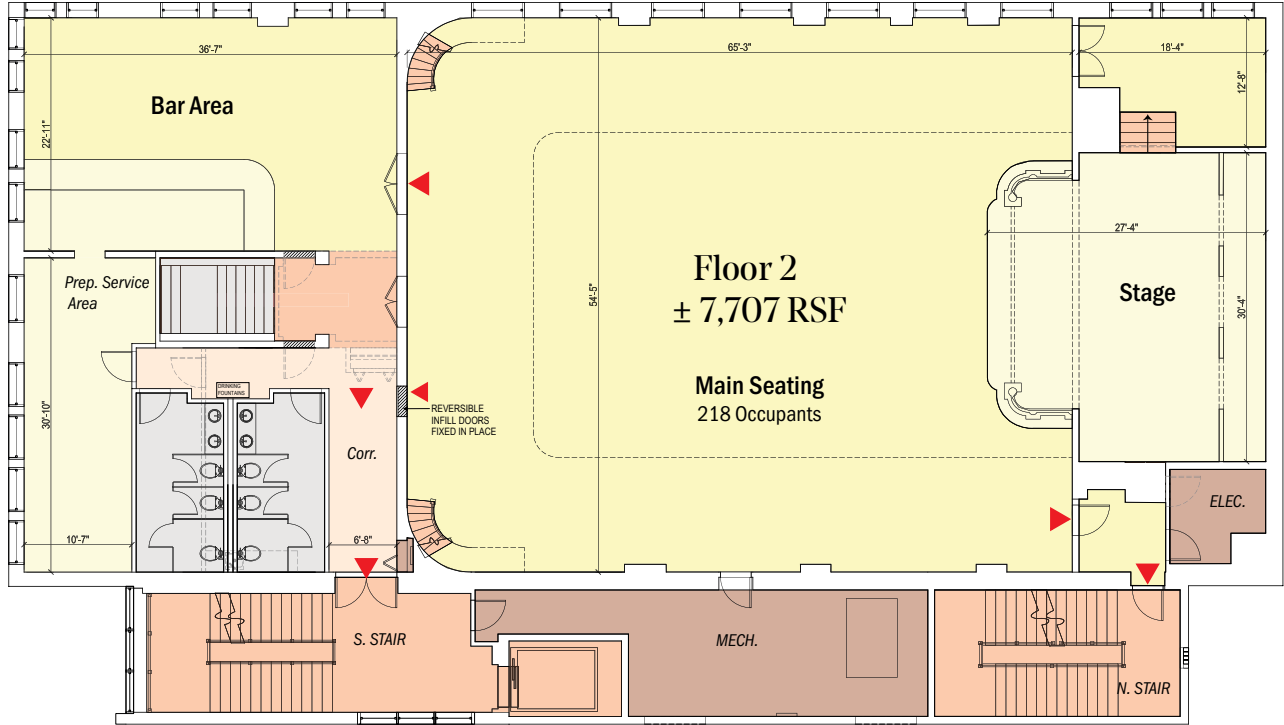 36'-7"
65'-3"
18'-4"
12'-8"
Bar Area
22'-11"
27'-4"
Prep. Service
Area
Floor 2
± 7,707 RSF
54'-5"
Stage
30'-4"
Main Seating
218 Occupants
DRINKING
FOUNTAINS
REVERSIBLE
INFILL DOORS
FIXED IN PLACE
30'-10"
Corr.
ELEC.
10'-7"
6'-8"
S. STAIR
MECH.
N. STAIR